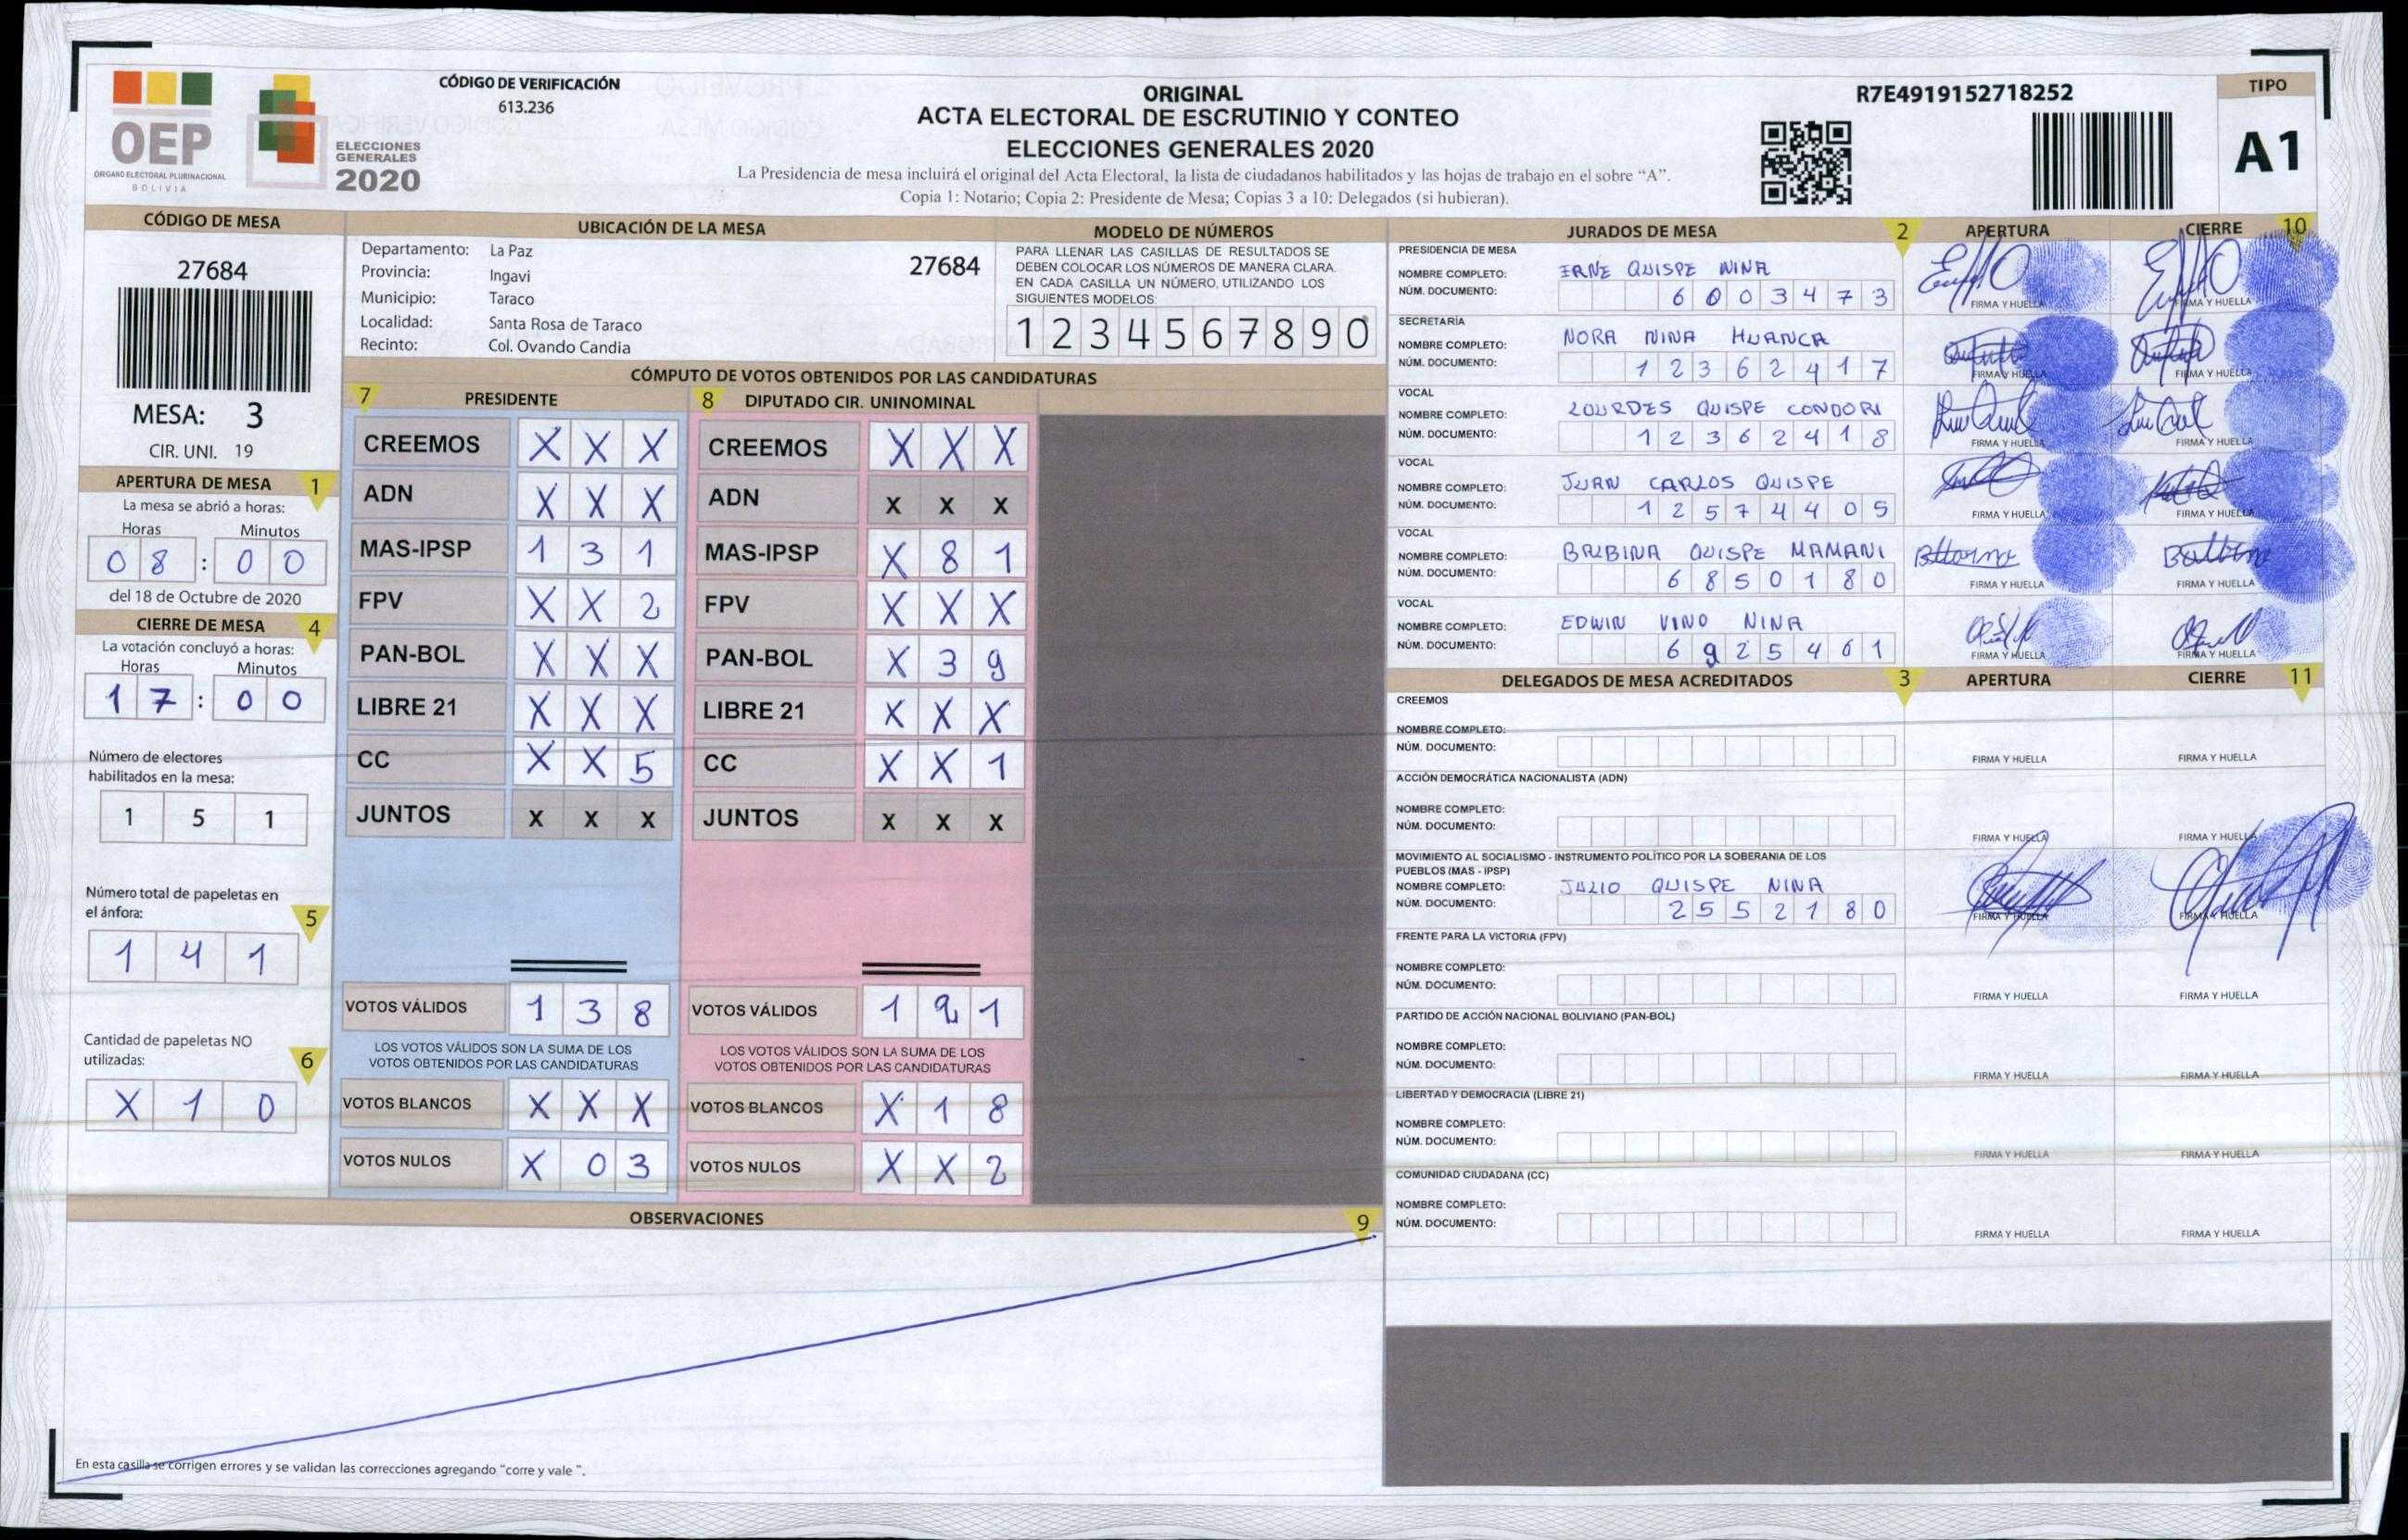 OEP
ÓRGANO ELECTORAL PLURINACIONAL
BOLIVIA
ELECCIONES
GENERALES
2020
CÓDIGO DE VERIFICACIÓN
613.236
ORIGINAL
ACTA ELECTORAL DE ESCRUTINIO Y CONTEO
ELECCIONES GENERALES 2020
La Presidencia de mesa incluirá el original del Acta Electoral, la lista de ciudadanos habilitados y las hojas de trabajo en el sobre “A”.
Copia 1: Notario; Copia 2: Presidente de Mesa; Copias 3 a 10: Delegados (si hubieran).
R7E4919152718252
TIPO
A1
CÓDIGO DE MESA
27684
MESA: 3
CIR. UNI. 19
APERTURA DE MESA 1
La mesa se abrió a horas:
Horas Minutos
0 8 : 0 0
del 18 de Octubre de 2020
CIERRE DE MESA 4
La votación concluyó a horas:
Horas Minutos
1 7 : 0 0
Número de electores
habilitados en la mesa:
1 5 1
Número total de papeletas en
el ánfora: 5
1 4 1
Cantidad de papeletas NO
utilizadas: 6
X 1 0
UBICACIÓN DE LA MESA
Departamento: La Paz
27684
Provincia: Ingavi
Municipio: Taraco
Localidad: Santa Rosa de Taraco
Recinto: Col. Ovando Candia
MODELO DE NÚMEROS
PARA LLENAR LAS CASILLAS DE RESULTADOS SE
DEBEN COLOCAR LOS NÚMEROS DE MANERA CLARA.
EN CADA CASILLA UN NÚMERO, UTILIZANDO LOS
SIGUIENTES MODELOS:
1 2 3 4 5 6 7 8 9 0
CÓMPUTO DE VOTOS OBTENIDOS POR LAS CANDIDATURAS
7 PRESIDENTE
CREEMOS X X X
ADN X X X
MAS-IPSP 1 3 1
FPV X X 2
PAN-BOL X X X
LIBRE 21 X X X
CC X X 5
JUNTOS X X X
VOTOS VÁLIDOS 1 3 8
LOS VOTOS VÁLIDOS SON LA SUMA DE LOS
VOTOS OBTENIDOS POR LAS CANDIDATURAS
VOTOS BLANCOS X X X
VOTOS NULOS X 0 3
8 DIPUTADO CIR. UNINOMINAL
CREEMOS X X X
ADN X X X
MAS-IPSP X 8 1
FPV X X X
PAN-BOL X 3 9
LIBRE 21 X X X
CC X X 1
JUNTOS X X X
VOTOS VÁLIDOS 1 2 1
LOS VOTOS VÁLIDOS SON LA SUMA DE LOS
VOTOS OBTENIDOS POR LAS CANDIDATURAS
VOTOS BLANCOS X 1 8
VOTOS NULOS X X 2
OBSERVACIONES 9
En esta casilla se corrigen errores y se validan las correcciones agregando "corre y vale ".
JURADOS DE MESA 2 APERTURA CIERRE 10
PRESIDENCIA DE MESA
NOMBRE COMPLETO: ERNE QUISPE NINA
NÚM. DOCUMENTO: 6 0 0 3 4 7 3
FIRMA Y HUELLA FIRMA Y HUELLA
SECRETARÍA
NOMBRE COMPLETO: NORA NINA HUANCA
NÚM. DOCUMENTO: 1 2 3 6 2 4 1 7
FIRMA Y HUELLA FIRMA Y HUELLA
VOCAL
NOMBRE COMPLETO: LOURDES QUISPE CONDORI
NÚM. DOCUMENTO: 1 2 3 6 2 4 1 8
FIRMA Y HUELLA FIRMA Y HUELLA
VOCAL
NOMBRE COMPLETO: JUAN CARLOS QUISPE
NÚM. DOCUMENTO: 1 2 5 7 4 4 0 5
FIRMA Y HUELLA FIRMA Y HUELLA
VOCAL
NOMBRE COMPLETO: BALBINA QUISPE MAMANI
NÚM. DOCUMENTO: 6 8 5 0 1 8 0
FIRMA Y HUELLA FIRMA Y HUELLA
VOCAL
NOMBRE COMPLETO: EDWIN VINO NINA
NÚM. DOCUMENTO: 6 9 2 5 4 6 1
FIRMA Y HUELLA FIRMA Y HUELLA
DELEGADOS DE MESA ACREDITADOS 3 APERTURA CIERRE 11
CREEMOS
NOMBRE COMPLETO:
NÚM. DOCUMENTO:
FIRMA Y HUELLA FIRMA Y HUELLA
ACCIÓN DEMOCRÁTICA NACIONALISTA (ADN)
NOMBRE COMPLETO:
NÚM. DOCUMENTO:
FIRMA Y HUELLA FIRMA Y HUELLA
MOVIMIENTO AL SOCIALISMO - INSTRUMENTO POLÍTICO POR LA SOBERANIA DE LOS
PUEBLOS (MAS - IPSP)
NOMBRE COMPLETO: JULIO QUISPE NINA
NÚM. DOCUMENTO: 2 5 5 2 1 8 0
FIRMA Y HUELLA FIRMA Y HUELLA
FRENTE PARA LA VICTORIA (FPV)
NOMBRE COMPLETO:
NÚM. DOCUMENTO:
FIRMA Y HUELLA FIRMA Y HUELLA
PARTIDO DE ACCIÓN NACIONAL BOLIVIANO (PAN-BOL)
NOMBRE COMPLETO:
NÚM. DOCUMENTO:
FIRMA Y HUELLA FIRMA Y HUELLA
LIBERTAD Y DEMOCRACIA (LIBRE 21)
NOMBRE COMPLETO:
NÚM. DOCUMENTO:
FIRMA Y HUELLA FIRMA Y HUELLA
COMUNIDAD CIUDADANA (CC)
NOMBRE COMPLETO:
NÚM. DOCUMENTO:
FIRMA Y HUELLA FIRMA Y HUELLA